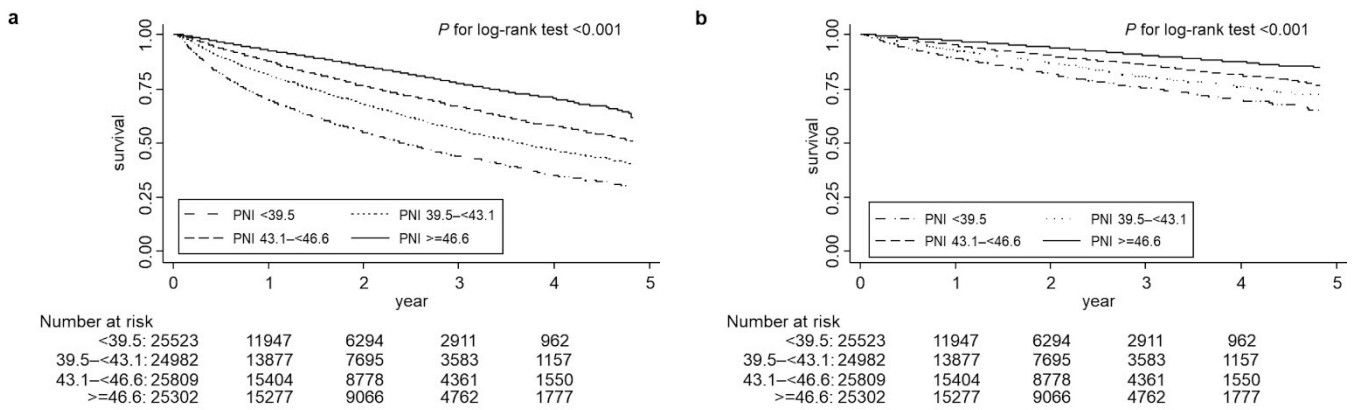 a
P for log-rank test <0.001
1.00
0.75
0.50
0.25
0.00
survival
PNI <39.5
PNI 39.5–<43.1
PNI 43.1–<46.6
PNI >=46.6
0 1 2 3 4 5
year
Number at risk
<39.5: 25523 11947 6294 2911 962
39.5–<43.1: 24982 13877 7695 3583 1157
43.1–<46.6: 25809 15404 8778 4361 1550
>=46.6: 25302 15277 9066 4762 1777
b
P for log-rank test <0.001
1.00
0.75
0.50
0.25
0.00
survival
PNI <39.5
PNI 39.5–<43.1
PNI 43.1–<46.6
PNI >=46.6
0 1 2 3 4 5
year
Number at risk
<39.5: 25523 11947 6294 2911 962
39.5–<43.1: 24982 13877 7695 3583 1157
43.1–<46.6: 25809 15404 8778 4361 1550
>=46.6: 25302 15277 9066 4762 1777